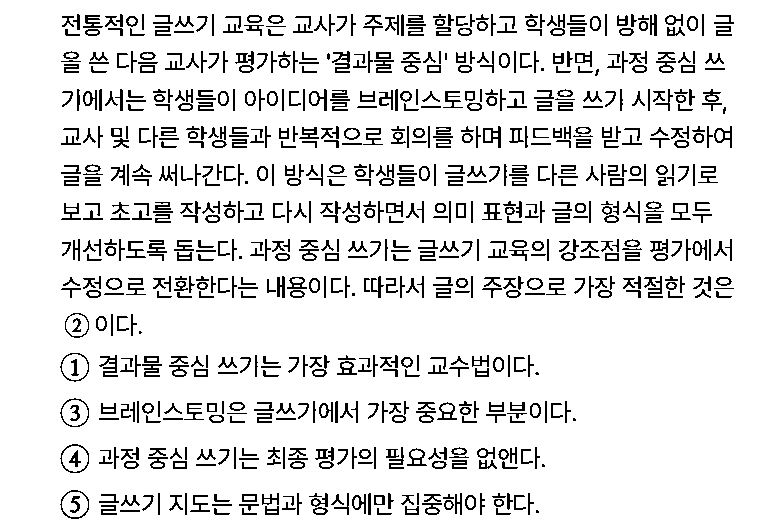 전통적인 글쓰기 교육은 교사가 주제를 할당하고 학생들이 방해 없이 글
을 쓴 다음 교사가 평가하는 '결과물 중심' 방식이다. 반면, 과정 중심 쓰
기에서는 학생들이 아이디어를 브레인스토밍하고 글을 쓰기 시작한 후,
교사 및 다른 학생들과 반복적으로 회의를 하며 피드백을 받고 수정하여
글을 계속 써나간다. 이 방식은 학생들이 글쓰기를 다른 사람의 읽기로
보고 초고를 작성하고 다시 작성하면서 의미 표현과 글의 형식을 모두
개선하도록 돕는다. 과정 중심 쓰기는 글쓰기 교육의 강조점을 평가에서
수정으로 전환한다는 내용이다. 따라서 글의 주장으로 가장 적절한 것은
②이다.
① 결과물 중심 쓰기는 가장 효과적인 교수법이다.
③ 브레인스토밍은 글쓰기에서 가장 중요한 부분이다.
④ 과정 중심 쓰기는 최종 평가의 필요성을 없앤다.
⑤ 글쓰기 지도는 문법과 형식에만 집중해야 한다.